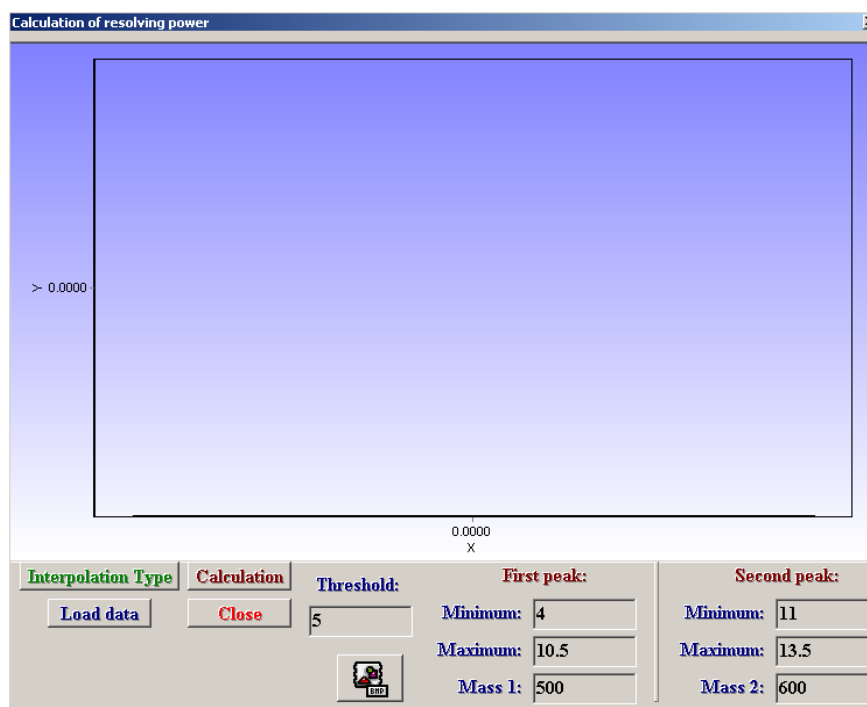 Calculation of resolving power
Y 0.0000
0.0000
X
Interpolation Type Calculation Threshold: First peak: Second peak:
Load data Close 5 Minimum: 4 Minimum: 11
Maximum: 10.5 Maximum: 13.5
BMP Mass 1: 500 Mass 2: 600